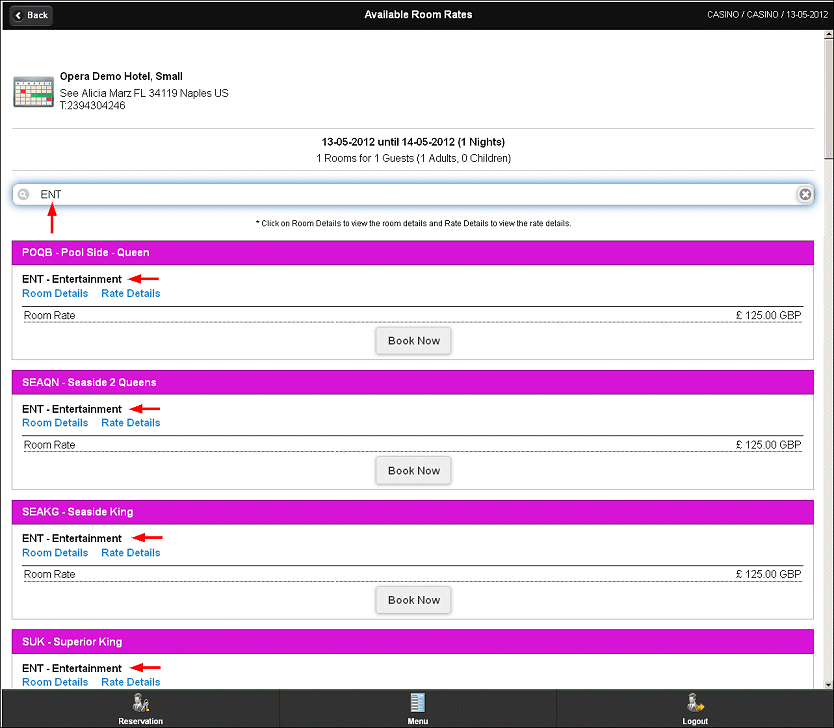 Back
Available Room Rates
CASINO / CASINO / 13-05-2012
Opera Demo Hotel, Small
See Alicia Marz FL 34119 Naples US
T:2394304246
13-05-2012 until 14-05-2012 (1 Nights)
1 Rooms for 1 Guests (1 Adults, 0 Children)
ENT
* Click on Room Details to view the room details and Rate Details to view the rate details.
POQB - Pool Side - Queen
ENT - Entertainment
Room Details Rate Details
Room Rate £ 125.00 GBP
Book Now
SEAQN - Seaside 2 Queens
ENT - Entertainment
Room Details Rate Details
Room Rate £ 125.00 GBP
Book Now
SEAKG - Seaside King
ENT - Entertainment
Room Details Rate Details
Room Rate £ 125.00 GBP
Book Now
SUK - Superior King
ENT - Entertainment
Room Details Rate Details
Reservation Menu Logout